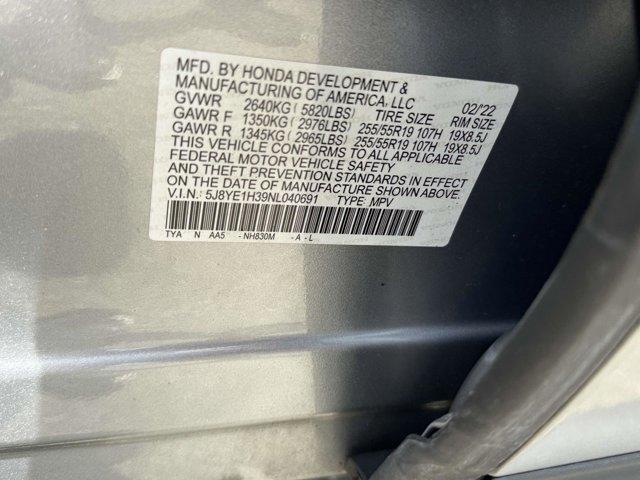 MFD. BY HONDA DEVELOPMENT &
MANUFACTURING OF AMERICA, LLC 02/'22
GVWR 2640KG ( 5820LBS) TIRE SIZE RIM SIZE
GAWR F 1350KG ( 2976LBS) 255/55R19 107H 19X8.5J
GAWR R 1345KG ( 2965LBS) 255/55R19 107H 19X8.5J
THIS VEHICLE CONFORMS TO ALL APPLICABLE
FEDERAL MOTOR VEHICLE SAFETY
AND THEFT PREVENTION STANDARDS IN EFFECT
ON THE DATE OF MANUFACTURE SHOWN ABOVE.
V.I.N.: 5J8YE1H39NL040691 TYPE: MPV
TYA N AA5 - NH830M - A - L